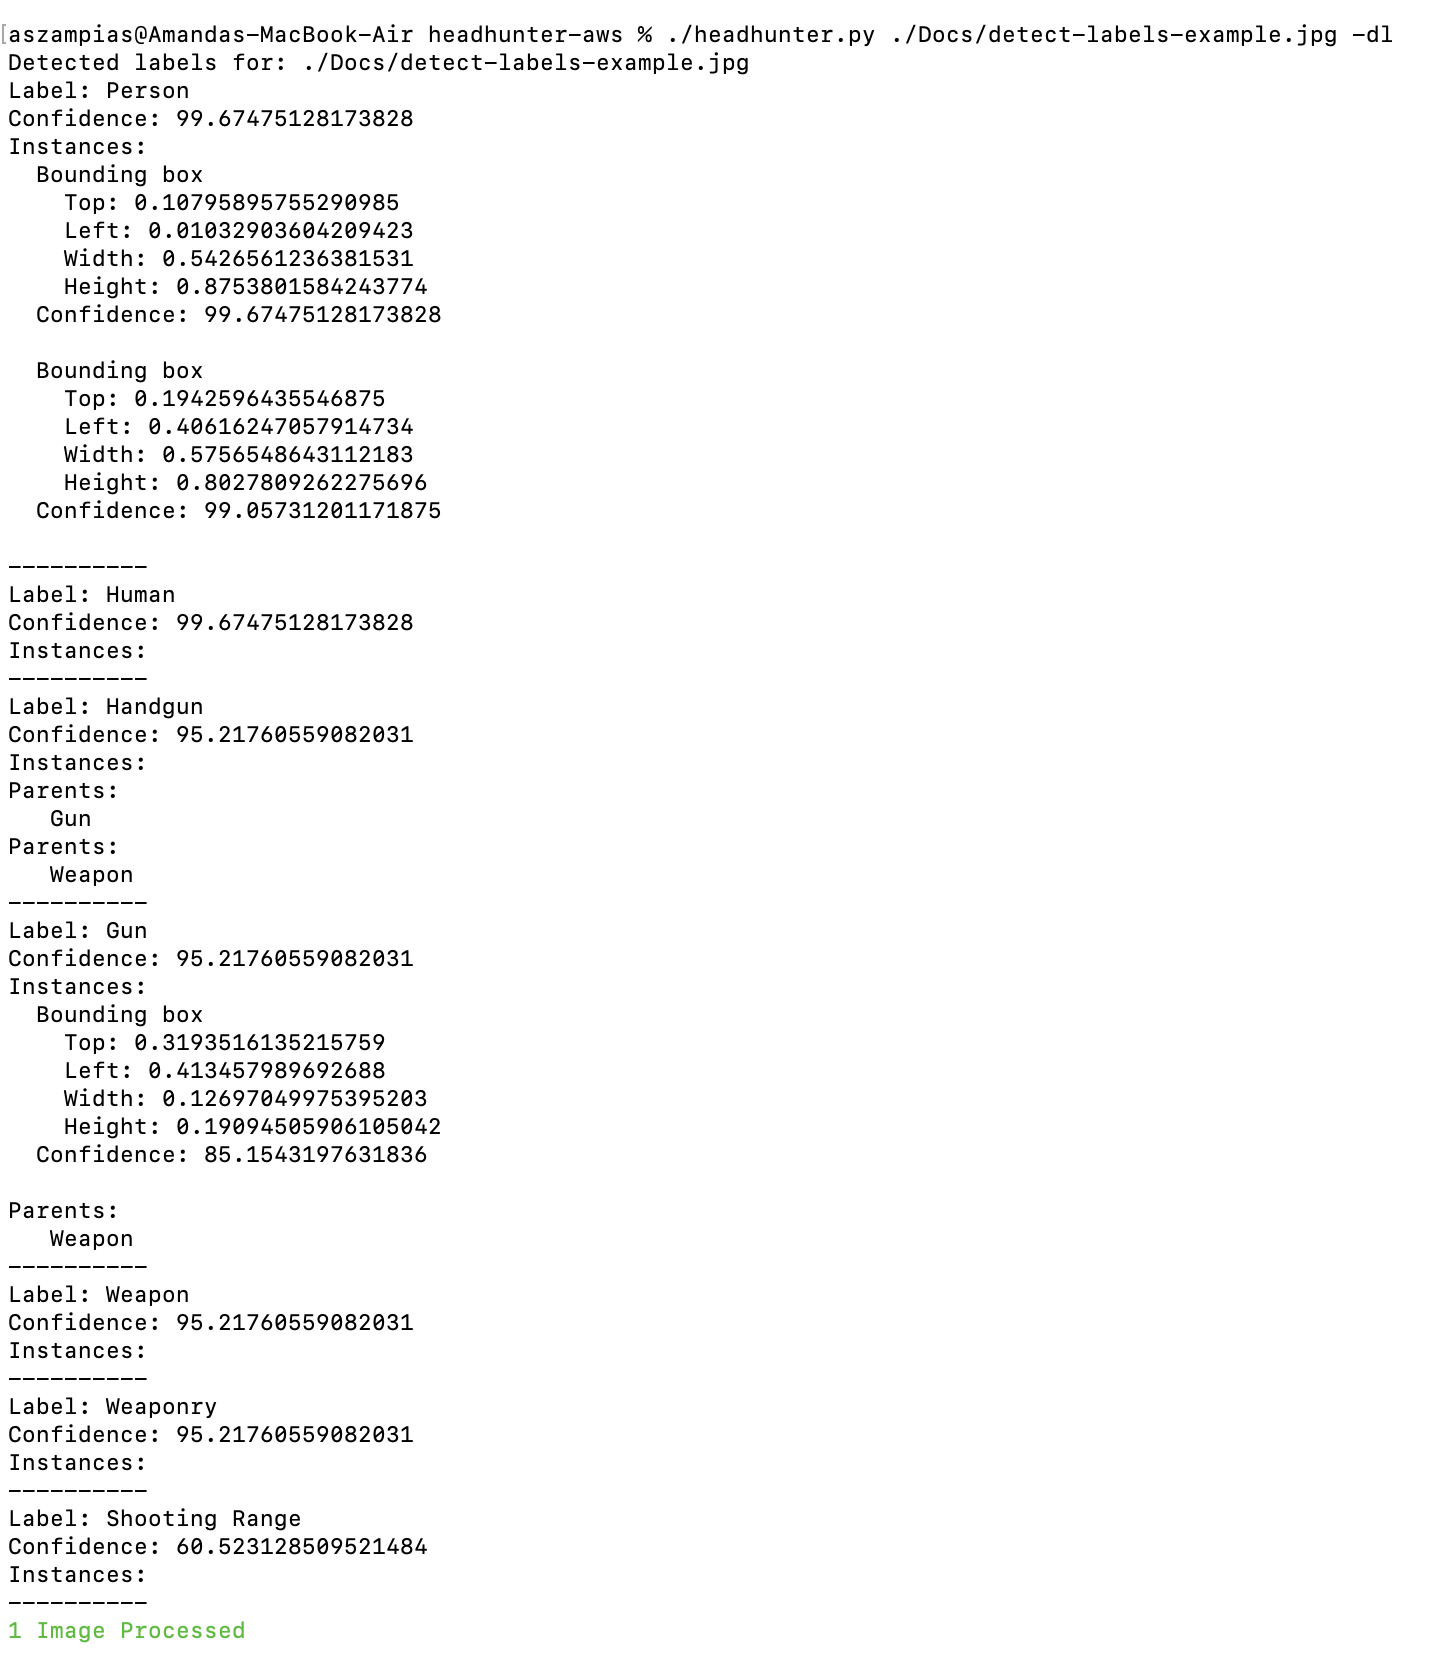 [aszampias@Amandas-MacBook-Air headhunter-aws % ./headhunter.py ./Docs/detect-labels-example.jpg -dl
Detected labels for: ./Docs/detect-labels-example.jpg
Label: Person
Confidence: 99.67475128173828
Instances:
  Bounding box
    Top: 0.10795895755290985
    Left: 0.01032903604209423
    Width: 0.5426561236381531
    Height: 0.8753801584243774
  Confidence: 99.67475128173828

  Bounding box
    Top: 0.1942596435546875
    Left: 0.40616247057914734
    Width: 0.5756548643112183
    Height: 0.8027809262275696
  Confidence: 99.05731201171875

----------
Label: Human
Confidence: 99.67475128173828
Instances:
----------
Label: Handgun
Confidence: 95.21760559082031
Instances:
Parents:
   Gun
Parents:
   Weapon
----------
Label: Gun
Confidence: 95.21760559082031
Instances:
  Bounding box
    Top: 0.3193516135215759
    Left: 0.413457989692688
    Width: 0.12697049975395203
    Height: 0.19094505906105042
  Confidence: 85.1543197631836

Parents:
   Weapon
----------
Label: Weapon
Confidence: 95.21760559082031
Instances:
----------
Label: Weaponry
Confidence: 95.21760559082031
Instances:
----------
Label: Shooting Range
Confidence: 60.523128509521484
Instances:
----------
1 Image Processed